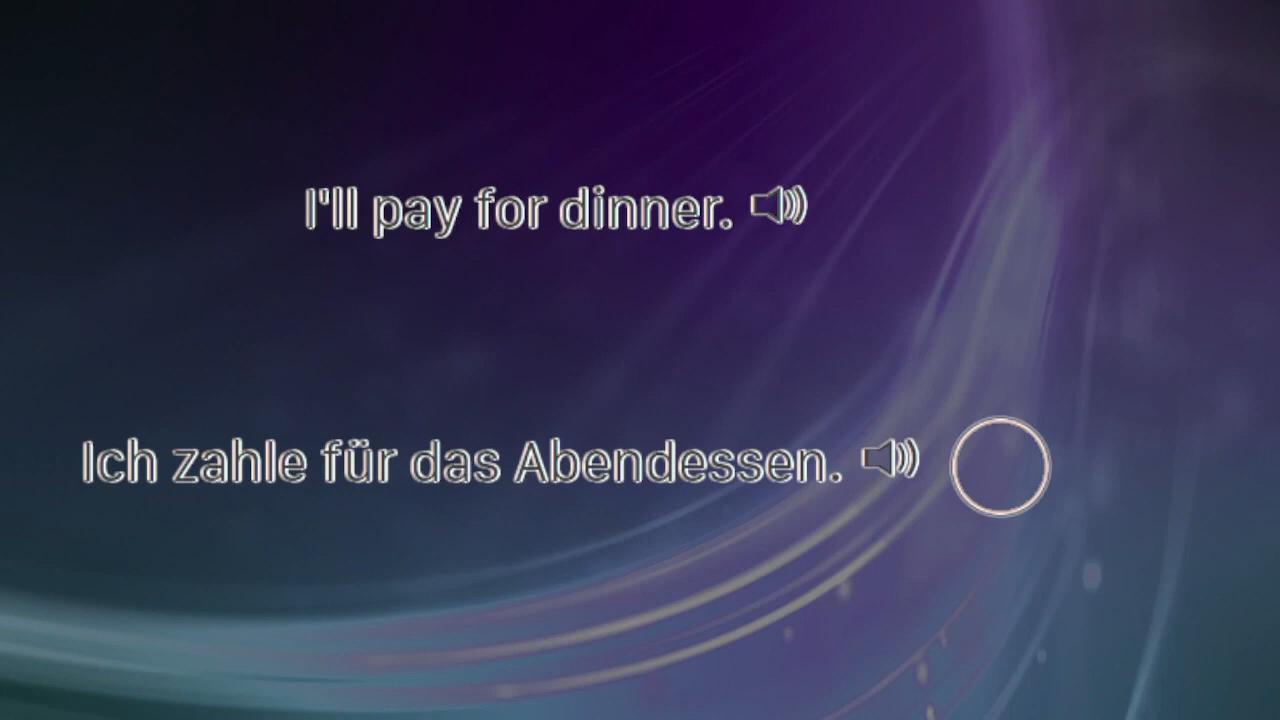 I'll pay for dinner.
Ich zahle für das Abendessen.